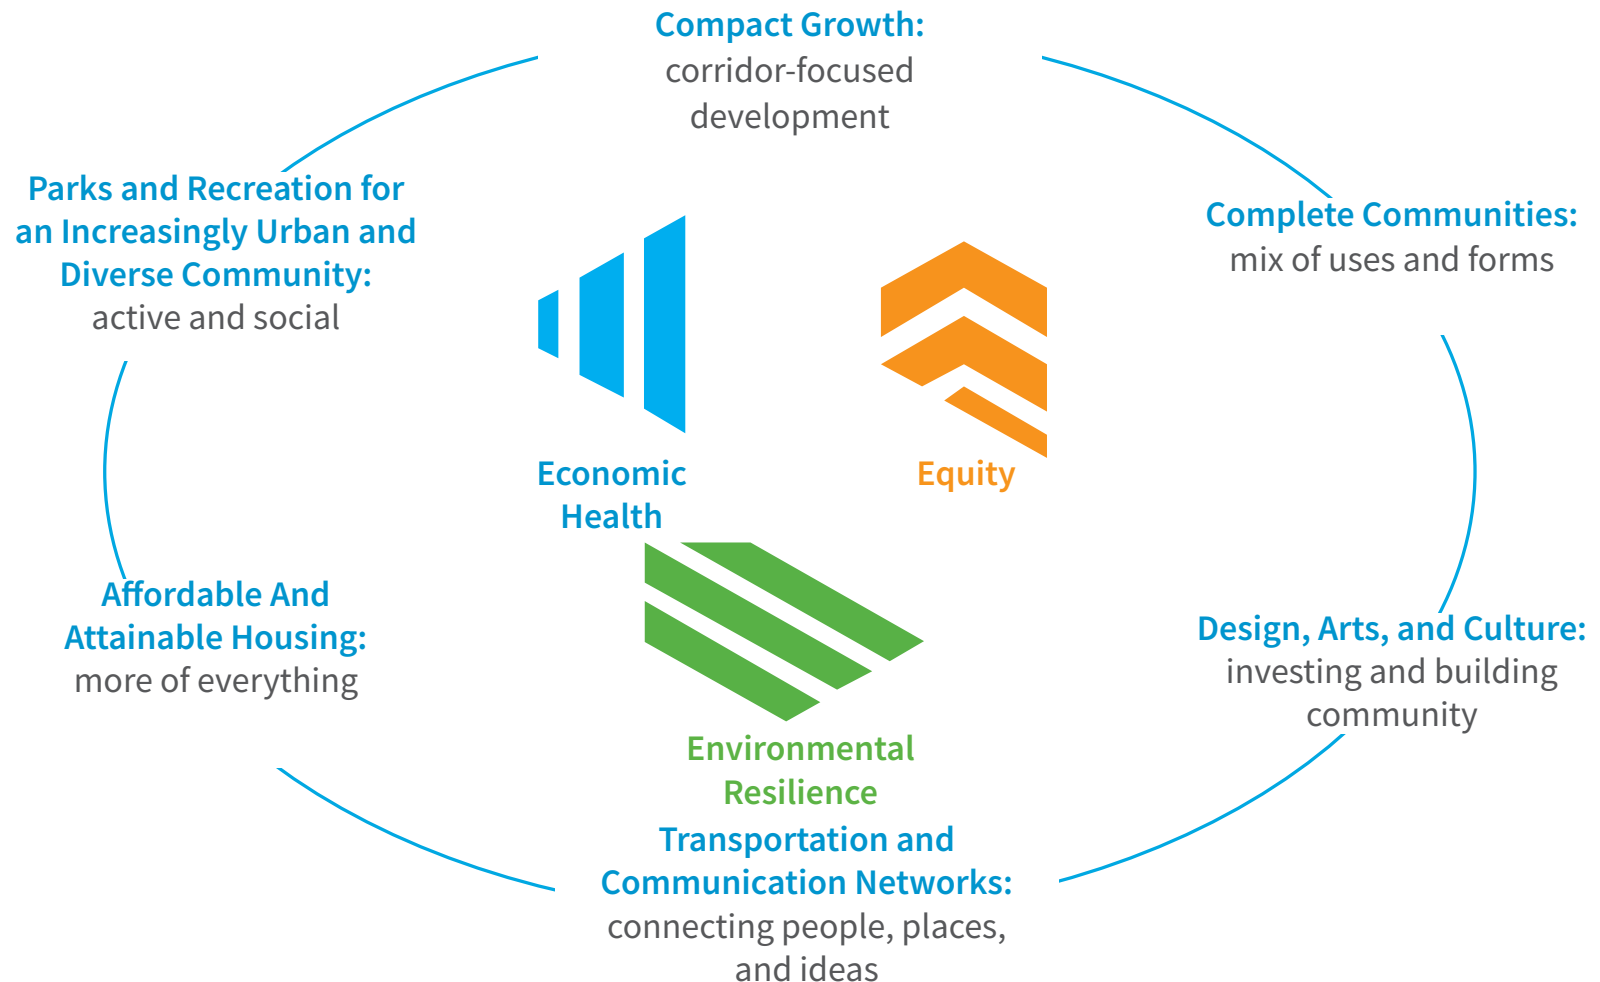 Compact Growth:
corridor-focused
development
Parks and Recreation for
an Increasingly Urban and
Diverse Community:
active and social
Complete Communities:
mix of uses and forms
Economic
Health
Equity
Affordable And
Attainable Housing:
more of everything
Design, Arts, and Culture:
investing and building
community
Environmental
Resilience
Transportation and
Communication Networks:
connecting people, places,
and ideas